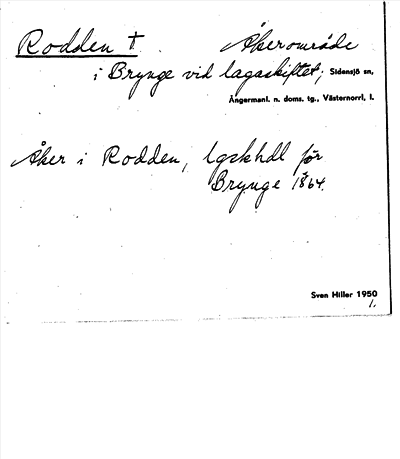 Rodden † Åkerområde
i Brynge vid lagaskiftet; Sidensjö sn,
Ångermanl. n. doms. tg., Västernorrl. l.
Åker i Rodden, lgskhdl för
Brynge 1864.
Sven Hiller 1950
1.